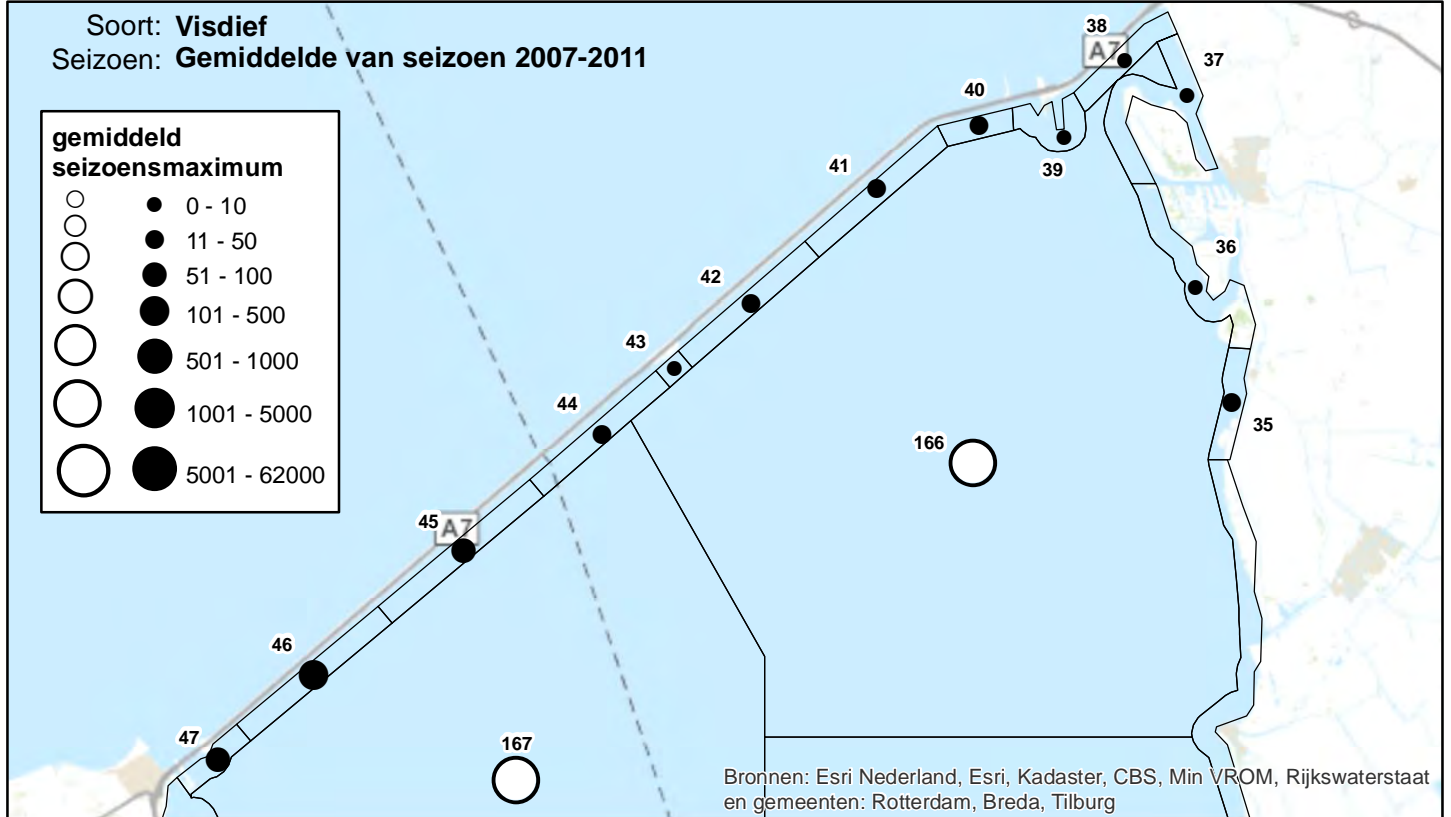 Soort: Visdief
Seizoen: Gemiddelde van seizoen 2007-2011
gemiddeld
seizoensmaximum
0 - 10
11 - 50
51 - 100
101 - 500
501 - 1000
1001 - 5000
5001 - 62000
38
A7
37
40
39
41
36
42
43
35
44
166
45
A7
46
47
167
Bronnen: Esri Nederland, Esri, Kadaster, CBS, Min VROM, Rijkswaterstaat
en gemeenten: Rotterdam, Breda, Tilburg